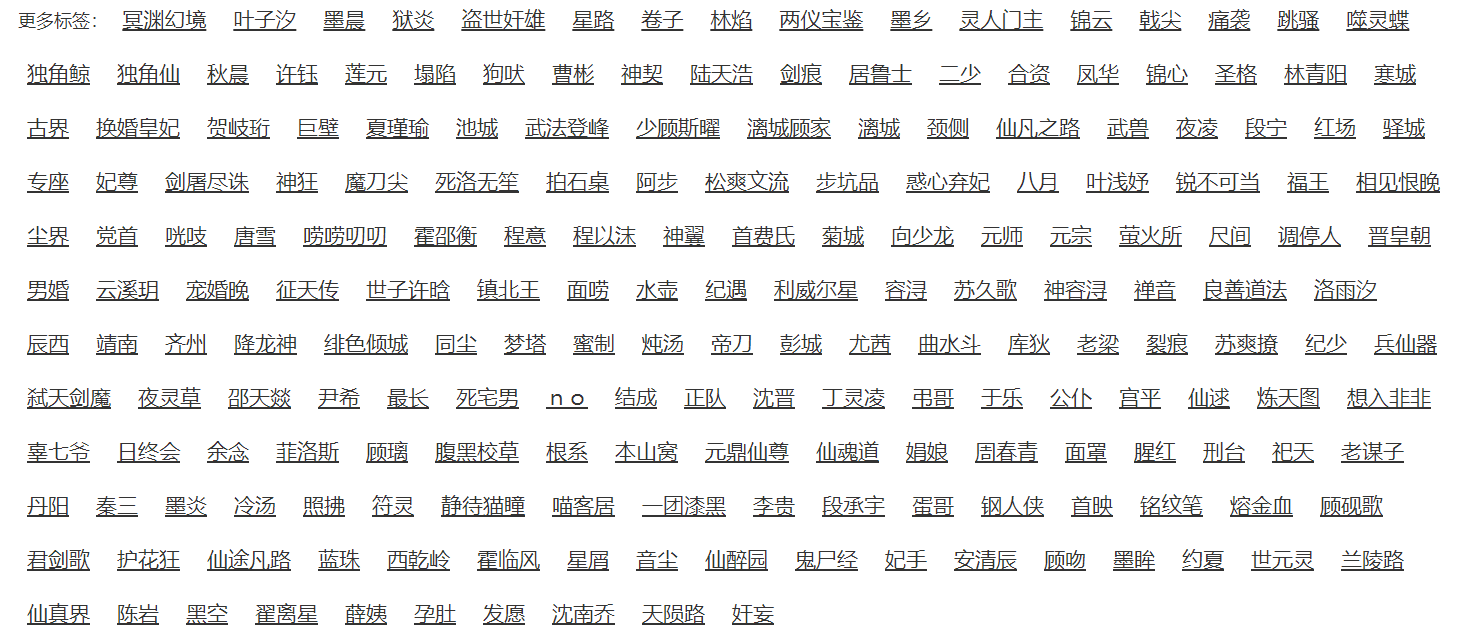 更多标签： 冥渊幻境 叶子汐 墨晨 狱炎 盗世奸雄 星路 卷子 林焰 两仪宝鉴 墨乡 灵人门主 锦云 戟尖 痛袭 跳骚 噬灵蝶
独角鲸 独角仙 秋晨 许钰 莲元 塌陷 狗吠 曹彬 神契 陆天浩 剑痕 居鲁士 二少 合资 凤华 锦心 圣格 林青阳 寒城
古界 换婚皇妃 贺岐珩 巨壁 夏瑾瑜 池城 武法登峰 少顾斯曜 漓城顾家 漓城 颈侧 仙凡之路 武兽 夜凌 段宁 红场 驿城
专座 妃尊 剑屠尽诛 神狂 魔刀尖 死洛无笙 拍石桌 阿步 松爽文流 步坑品 惑心弃妃 八月 叶浅妤 锐不可当 福王 相见恨晚
尘界 党首 咣吱 唐雪 唠唠叨叨 霍邵衡 程意 程以沫 神翼 首费氏 菊城 向少龙 元师 元宗 萤火所 尺间 调停人 晋皇朝
男婚 云溪玥 宠婚晚 征天传 世子许晗 镇北王 面唠 水壶 纪遇 利威尔星 容浔 苏久歌 神容浔 禅音 良善道法 洛雨汐
辰西 靖南 齐州 降龙神 绯色倾城 同尘 梦塔 蜜制 炖汤 帝刀 彭城 尤茜 曲水斗 库狄 老梁 裂痕 苏爽撩 纪少 兵仙器
弑天剑魔 夜灵草 邵天燚 尹希 最长 死宅男 ｎｏ 结成 正队 沈晋 丁灵凌 弔哥 于乐 公仆 宫平 仙逑 炼天图 想入非非
辜七爷 日终会 余念 菲洛斯 顾璃 腹黑校草 根系 本山窝 元鼎仙尊 仙魂道 娟娘 周春青 面罩 腥红 刑台 祀天 老谋子
丹阳 秦三 墨炎 冷汤 照拂 符灵 静待猫瞳 喵客居 一团漆黑 李贵 段承宇 蛋哥 钢人侠 首映 铭纹笔 熔金血 顾砚歌
君剑歌 护花狂 仙途凡路 蓝珠 西乾岭 霍临风 星屑 音尘 仙醉园 鬼尸经 妃手 安清辰 顾吻 墨眸 约夏 世元灵 兰陵路
仙真界 陈岩 黑空 翟离星 薛姨 孕肚 发愿 沈南乔 天陨路 奸妄